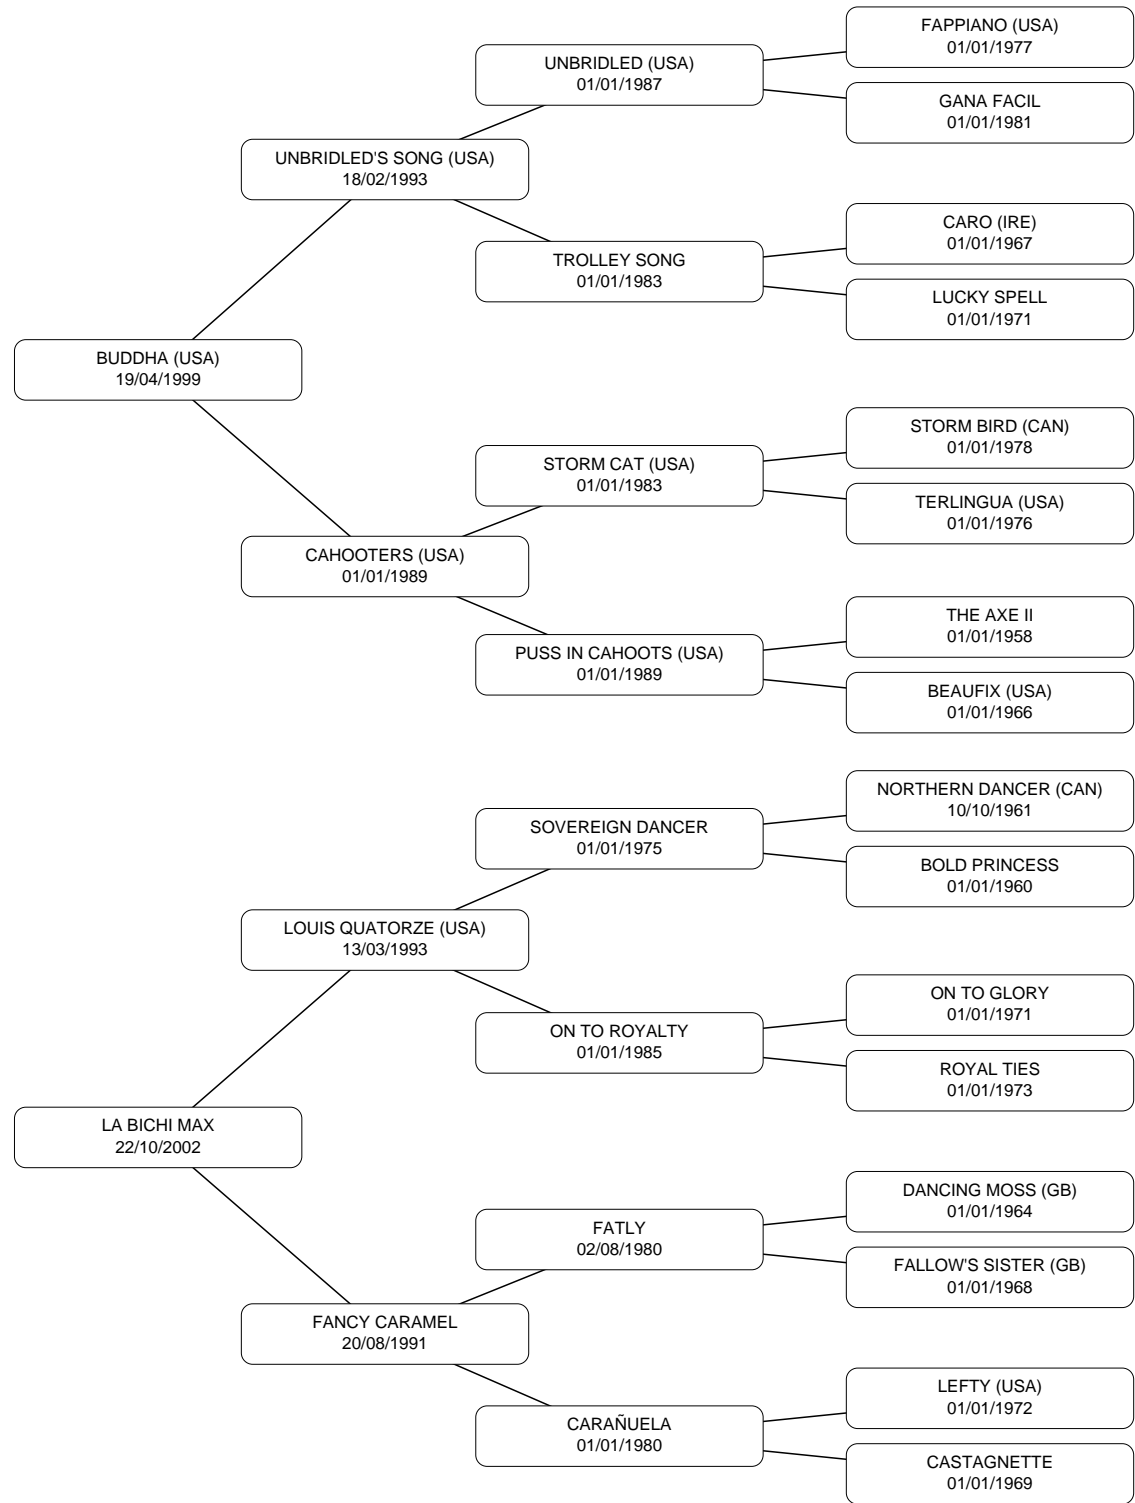 FAPPIANO (USA)
01/01/1977
UNBRIDLED (USA)
01/01/1987
GANA FACIL
01/01/1981
UNBRIDLED'S SONG (USA)
18/02/1993
CARO (IRE)
01/01/1967
TROLLEY SONG
01/01/1983
LUCKY SPELL
01/01/1971
BUDDHA (USA)
19/04/1999
STORM BIRD (CAN)
01/01/1978
STORM CAT (USA)
01/01/1983
TERLINGUA (USA)
01/01/1976
CAHOOTERS (USA)
01/01/1989
THE AXE II
01/01/1958
PUSS IN CAHOOTS (USA)
01/01/1989
BEAUFIX (USA)
01/01/1966
NORTHERN DANCER (CAN)
10/10/1961
SOVEREIGN DANCER
01/01/1975
BOLD PRINCESS
01/01/1960
LOUIS QUATORZE (USA)
13/03/1993
ON TO GLORY
01/01/1971
ON TO ROYALTY
01/01/1985
ROYAL TIES
01/01/1973
LA BICHI MAX
22/10/2002
DANCING MOSS (GB)
01/01/1964
FATLY
02/08/1980
FALLOW'S SISTER (GB)
01/01/1968
FANCY CARAMEL
20/08/1991
LEFTY (USA)
01/01/1972
CARAÑUELA
01/01/1980
CASTAGNETTE
01/01/1969